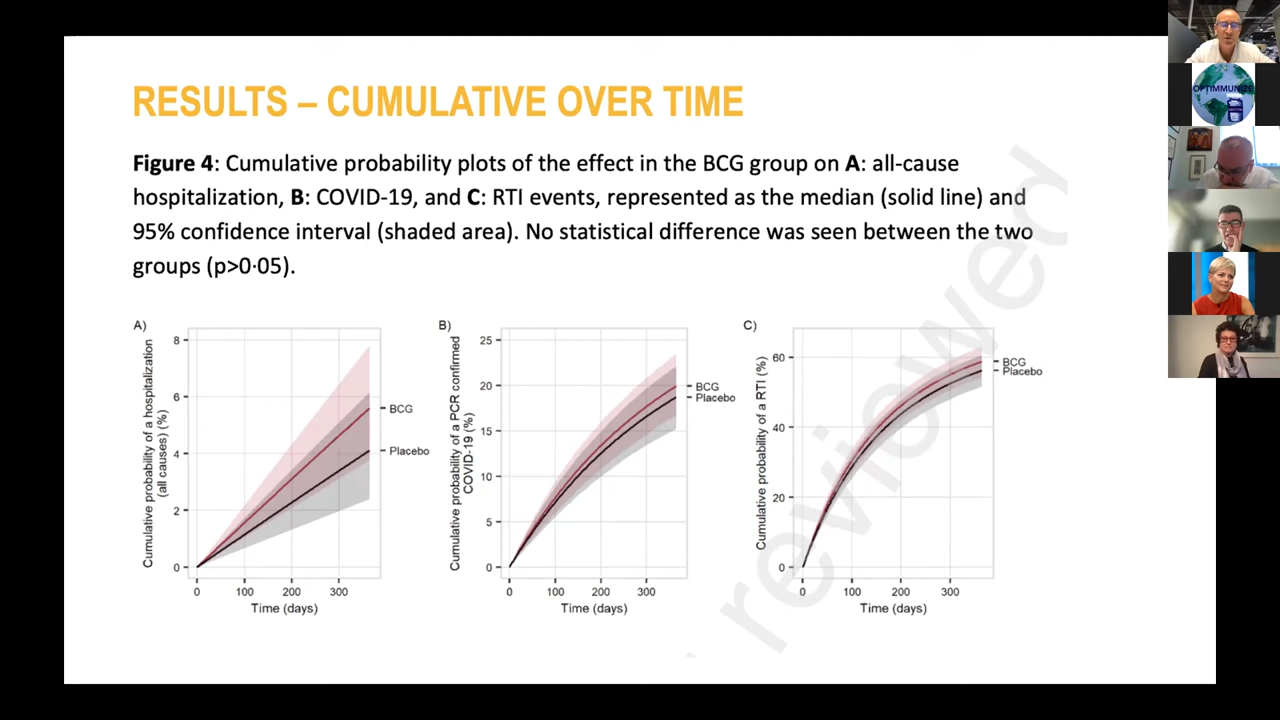 RESULTS – CUMULATIVE OVER TIME
Figure 4: Cumulative probability plots of the effect in the BCG group on A: all-cause
hospitalization, B: COVID-19, and C: RTI events, represented as the median (solid line) and
95% confidence interval (shaded area). No statistical difference was seen between the two
groups (p>0·05).
A)
Cumulative probability of a hospitalization
(all causes) (%)
8
6
4
2
0
BCG
Placebo
0 100 200 300
Time (days)
B)
Cumulative probability of a PCR confirmed
COVID-19 (%)
25
20
15
10
5
0
BCG
Placebo
0 100 200 300
Time (days)
C)
Cumulative probability of a RTI (%)
60
40
20
0
BCG
Placebo
0 100 200 300
Time (days)
reviewed
OPTIMMUNIZE